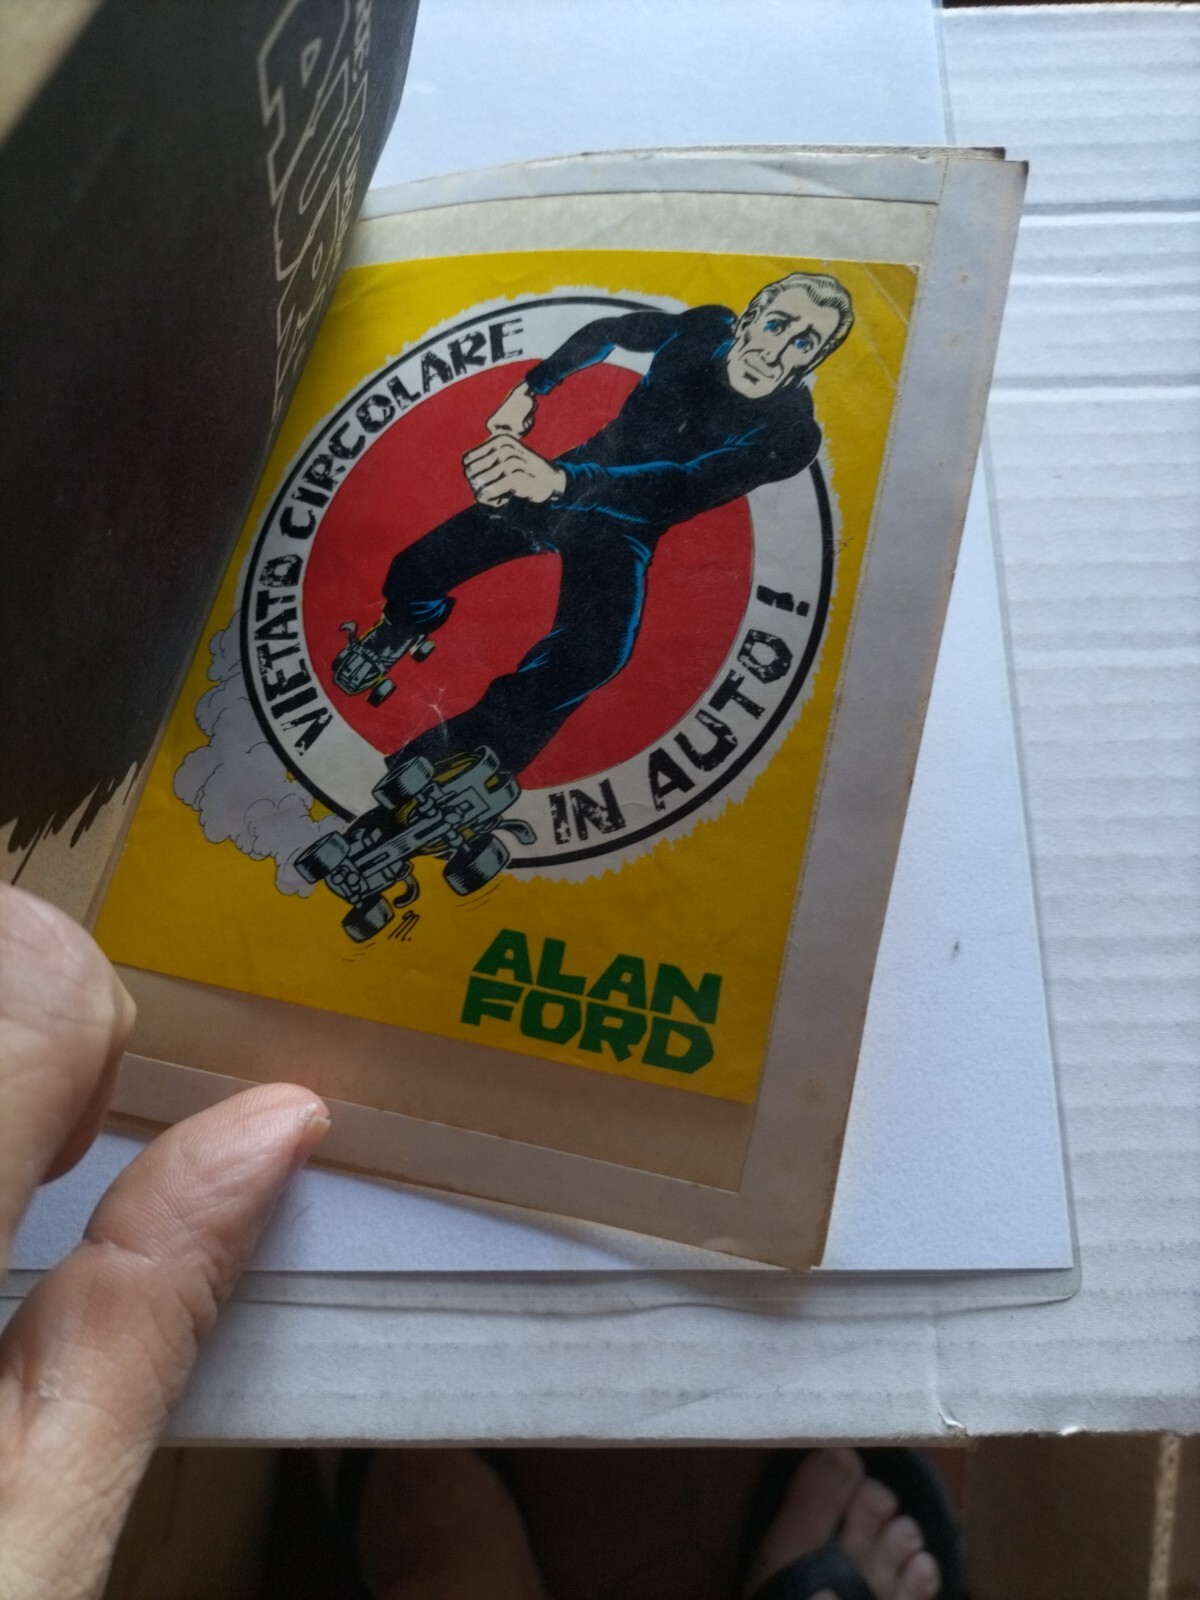 VIETATO CIRCOLARE
IN AUTO!
M.
ALAN
FORD